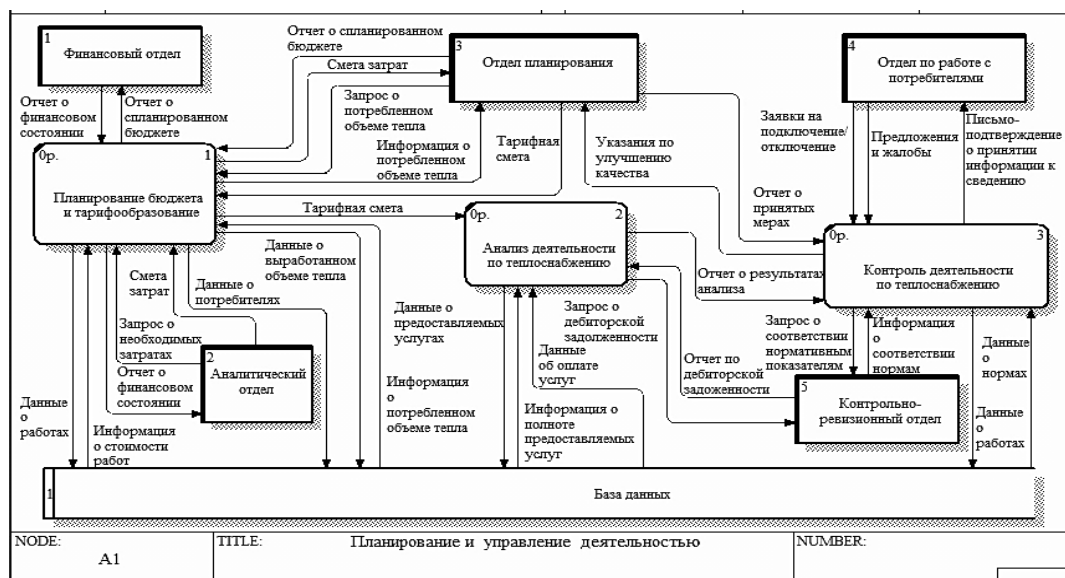 1
Финансовый отдел
Отчет о спланированном
бюджете
Смета затрат
3
Отдел планирования
4
Отдел по работе с
потребителями
Отчет о
финансовом
состоянии
Отчет о
спланированном
бюджете
Запрос о
потребленном
объеме тепла
Информация о
потребленном
объеме тепла
Тарифная
смета
Указания по
улучшению
качества
Заявки на
подключение/
отключение
Предложения
и жалобы
Письмо-
подтверждение
о принятии
информации к
сведению
0р.
1
Планирование бюджета
и тарифообразование
Тарифная смета
0р.
2
Анализ деятельности
по теплоснабжению
Отчет о
принятых
мерах
0р.
3
Контроль деятельности
по теплоснабжению
Смета
затрат
Данные о
потребителях
Данные о
выработанном
объеме тепла
Отчет о результатах
анализа
Запрос о
необходимых
затратах
Отчет о
финансовом
состоянии
2
Аналитический
отдел
Данные о
предоставляемых
услугах
Запрос о
дебиторской
задолженности
Данные
об оплате
услуг
Отчет по
дебиторской
задоженности
Запрос о
соответствии
нормативным
показателям
Информация
о
соответствии
нормам
Данные
о
нормах
5
Контрольно-
ревизионный отдел
Данные
о
работах
Информация
о стоимости
работ
Информация
о
потребленном
объеме тепла
Информация о
полноте
предоставляемых
услуг
Данные
о
работах
1
База данных
NODE:
A1
TITLE:
Планирование и управление деятельностью
NUMBER: